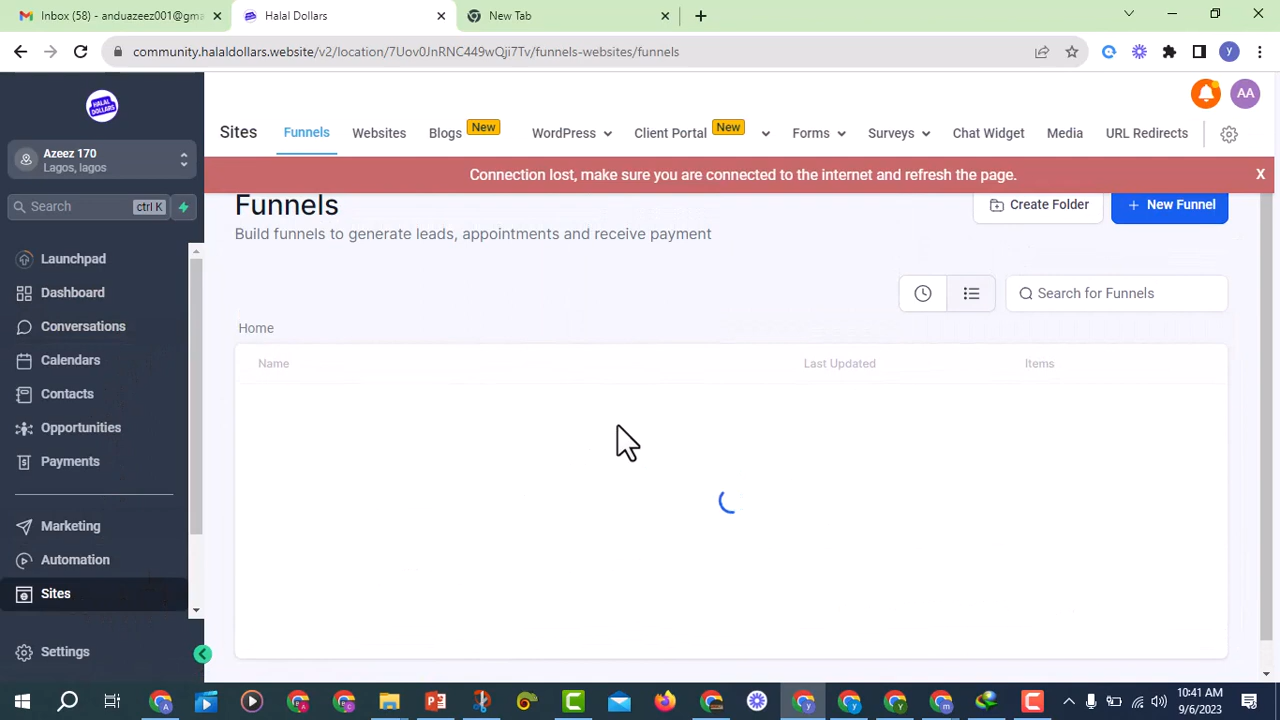 Inbox (58) - anduazeez001@gma
Halal Dollars
New Tab
community.halaldollars.website/v2/location/7Uov0JnRNC449wQji7Tv/funnels-websites/funnels
y
HALAL DOLLARS
AA
Sites
Funnels
Websites
Blogs
New
WordPress
Client Portal
New
Forms
Surveys
Chat Widget
Media
URL Redirects
Azeez 170
Lagos, lagos
Connection lost, make sure you are connected to the internet and refresh the page.
X
Search
ctrl K
Funnels
Create Folder
+ New Funnel
Build funnels to generate leads, appointments and receive payment
Launchpad
Dashboard
Search for Funnels
Conversations
Home
Calendars
Name
Last Updated
Items
Contacts
Opportunities
Payments
Marketing
Automation
Sites
Settings
10:41 AM
9/6/2023